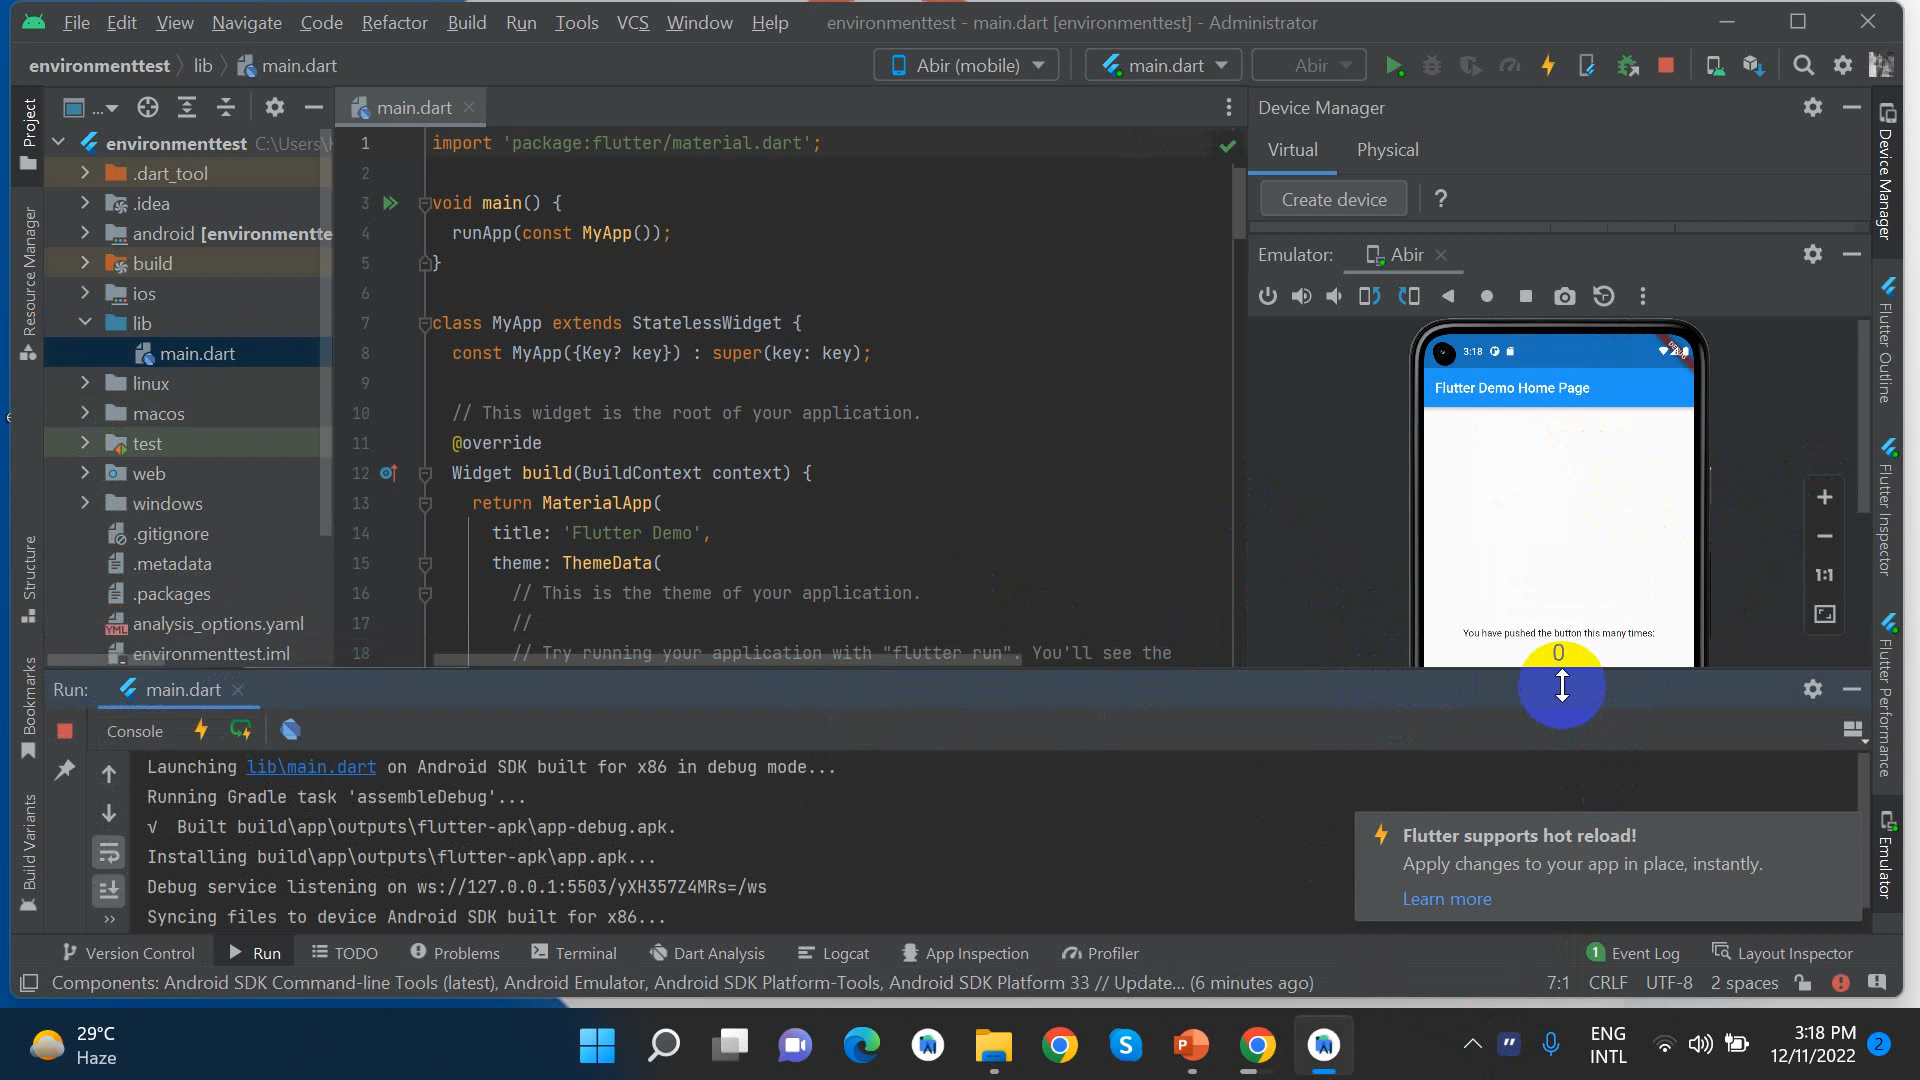 File Edit View Navigate Code Refactor Build Run Tools VCS Window Help environmenttest - main.dart [environmenttest] - Administrator
environmenttest lib main.dart Abir (mobile) main.dart Abir
Project
Resource Manager
Structure
Bookmarks
Build Variants
...
environmenttest C:\Users\
.dart_tool
.idea
android [environmentte
build
ios
lib
main.dart
linux
macos
test
web
windows
.gitignore
.metadata
.packages
analysis_options.yaml
environmenttest.iml
main.dart
1 import 'package:flutter/material.dart';
2
3 void main() {
4 runApp(const MyApp());
5 }
6
7 class MyApp extends StatelessWidget {
8 const MyApp({Key? key}) : super(key: key);
9
10 // This widget is the root of your application.
11 @override
12 Widget build(BuildContext context) {
13 return MaterialApp(
14 title: 'Flutter Demo',
15 theme: ThemeData(
16 // This is the theme of your application.
17 //
18 // Try running your application with "flutter run". You'll see the
Device Manager
Virtual Physical
Create device ?
Emulator: Abir
3:18
DEBUG
Flutter Demo Home Page
You have pushed the button this many times:
0
1:1
Device Manager
Flutter Outline
Flutter Inspector
Flutter Performance
Emulator
Run: main.dart
Console
Launching lib\main.dart on Android SDK built for x86 in debug mode...
Running Gradle task 'assembleDebug'...
√ Built build\app\outputs\flutter-apk\app-debug.apk.
Installing build\app\outputs\flutter-apk\app.apk...
Debug service listening on ws://127.0.0.1:5503/yXH357Z4MRs=/ws
Syncing files to device Android SDK built for x86...
Flutter supports hot reload!
Apply changes to your app in place, instantly.
Learn more
Version Control Run TODO Problems Terminal Dart Analysis Logcat App Inspection Profiler 1 Event Log Layout Inspector
Components: Android SDK Command-line Tools (latest), Android Emulator, Android SDK Platform-Tools, Android SDK Platform 33 // Update... (6 minutes ago) 7:1 CRLF UTF-8 2 spaces
29°C
Haze
ENG
INTL
3:18 PM
12/11/2022
2